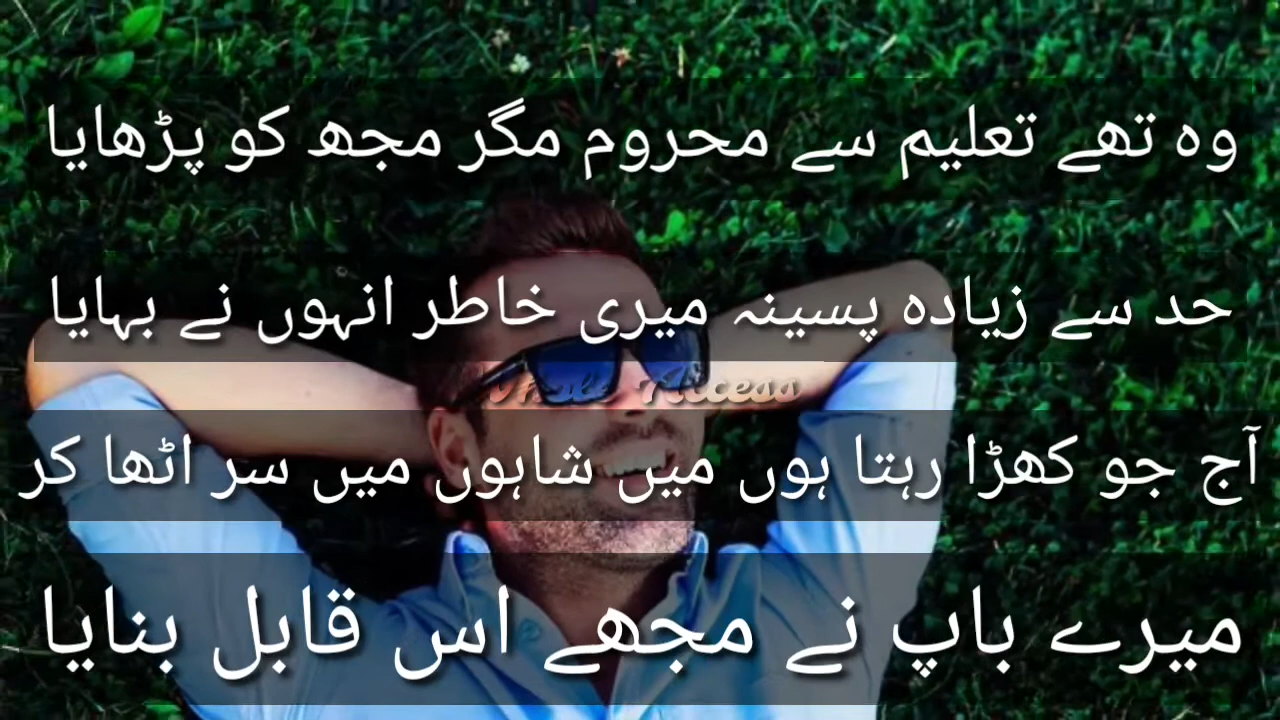 وہ تھے تعلیم سے محروم مگر مجھ کو پڑھایا
حد سے زیادہ پسینہ میری خاطر انہوں نے بہایا
آج جو کھڑا رہتا ہوں میں شاہوں میں سر اٹھا کر
میرے باپ نے مجھے اس قابل بنایا